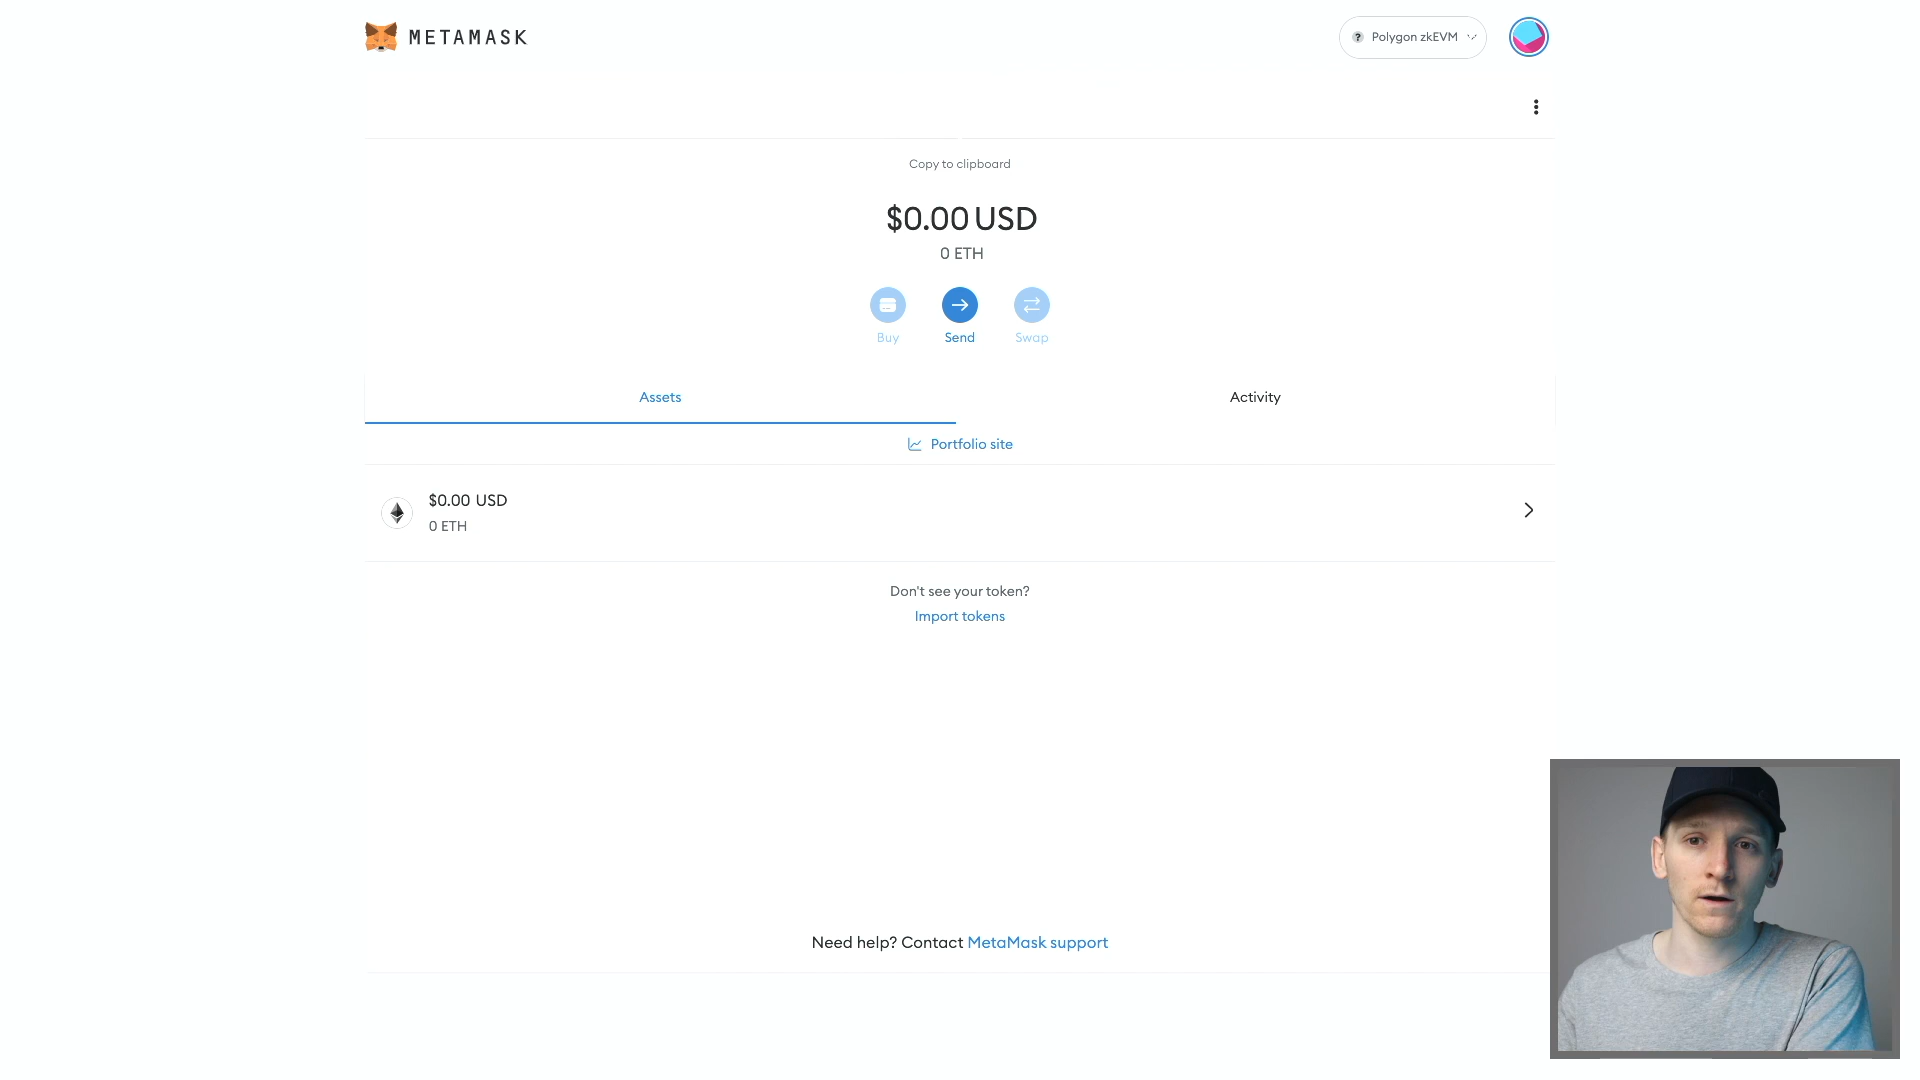 METAMASK
? Polygon zkEVM
Copy to clipboard
$0.00 USD
0 ETH
Buy
Send
Swap
Assets
Activity
Portfolio site
$0.00 USD
0 ETH
Don't see your token?
Import tokens
Need help? Contact MetaMask support